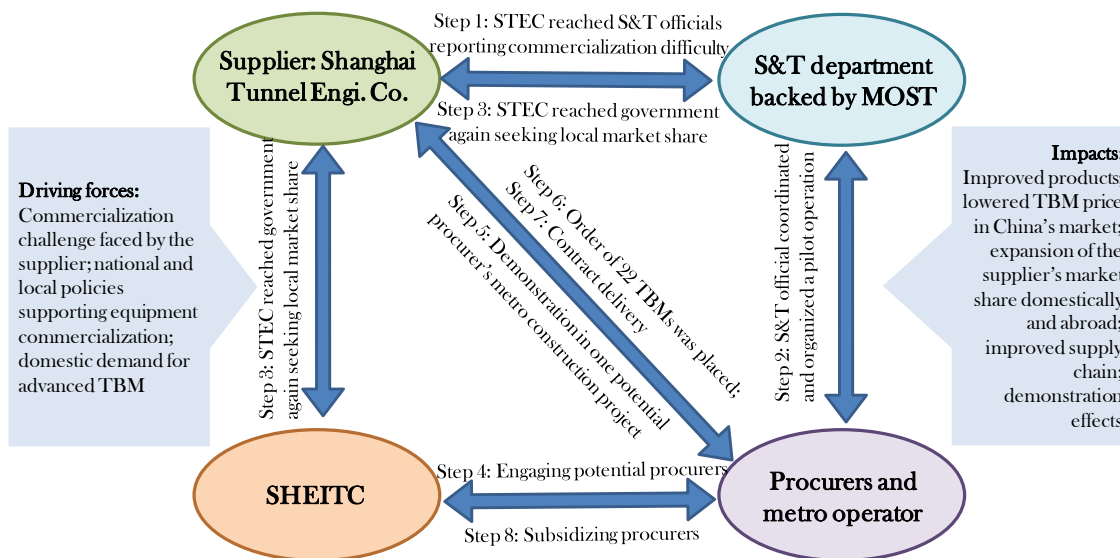 Step 1: STEC reached S&T officials
reporting commercialization difficulty
Supplier: Shanghai
Tunnel Engi. Co.
S&T department
backed by MOST
Step 3: STEC reached government
again seeking local market share
Driving forces:
Commercialization
challenge faced by the
supplier; national and
local policies
supporting equipment
commercialization;
domestic demand for
advanced TBM
Step 3: STEC reached government
again seeking local market share
Step 6: Order of 22 TBMs was placed;
Step 7: Contract delivery
Step 5: Demonstration in one potential
procurer's metro construction project
Step 2: S&T official coordinated
and organized a pilot operation
Impacts:
Improved products;
lowered TBM price
in China's market;
expansion of the
supplier's market
share domestically
and abroad;
improved supply
chain;
demonstration
effects
SHEITC
Step 4: Engaging potential procurers
Step 8: Subsidizing procurers
Procurers and
metro operator